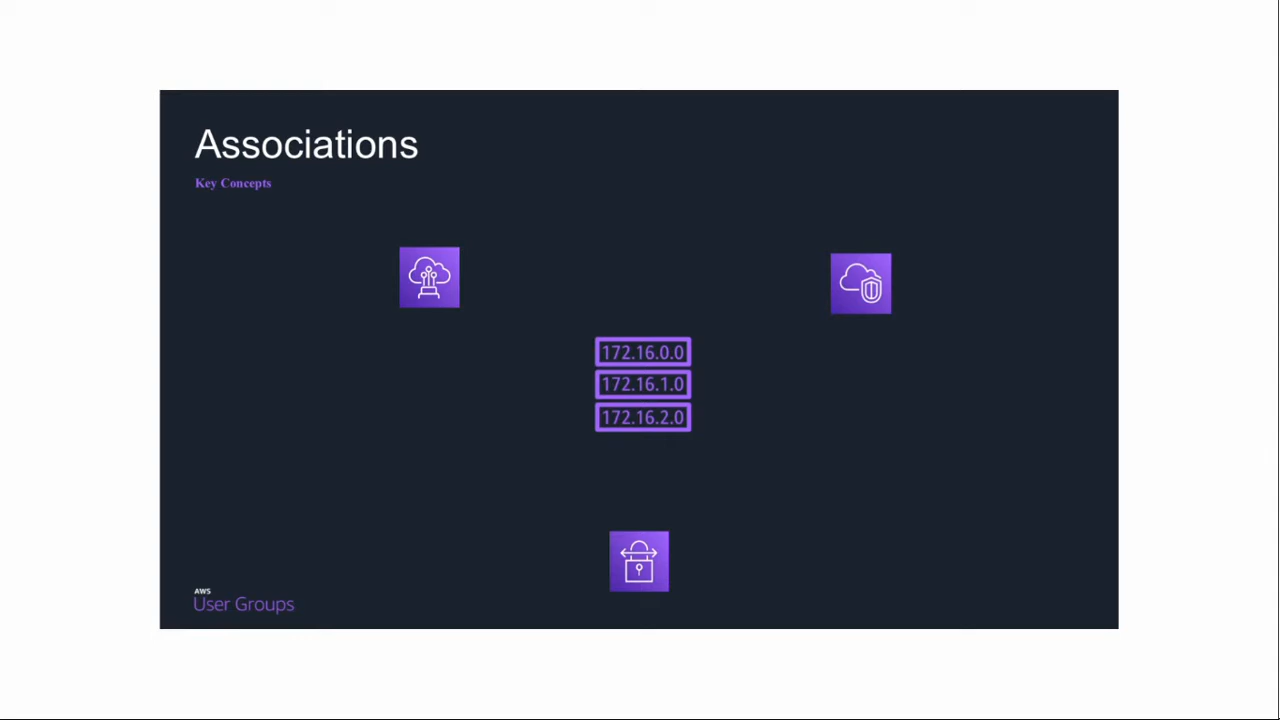 Associations
Key Concepts
172.16.0.0
172.16.1.0
172.16.2.0
AWS
User Groups